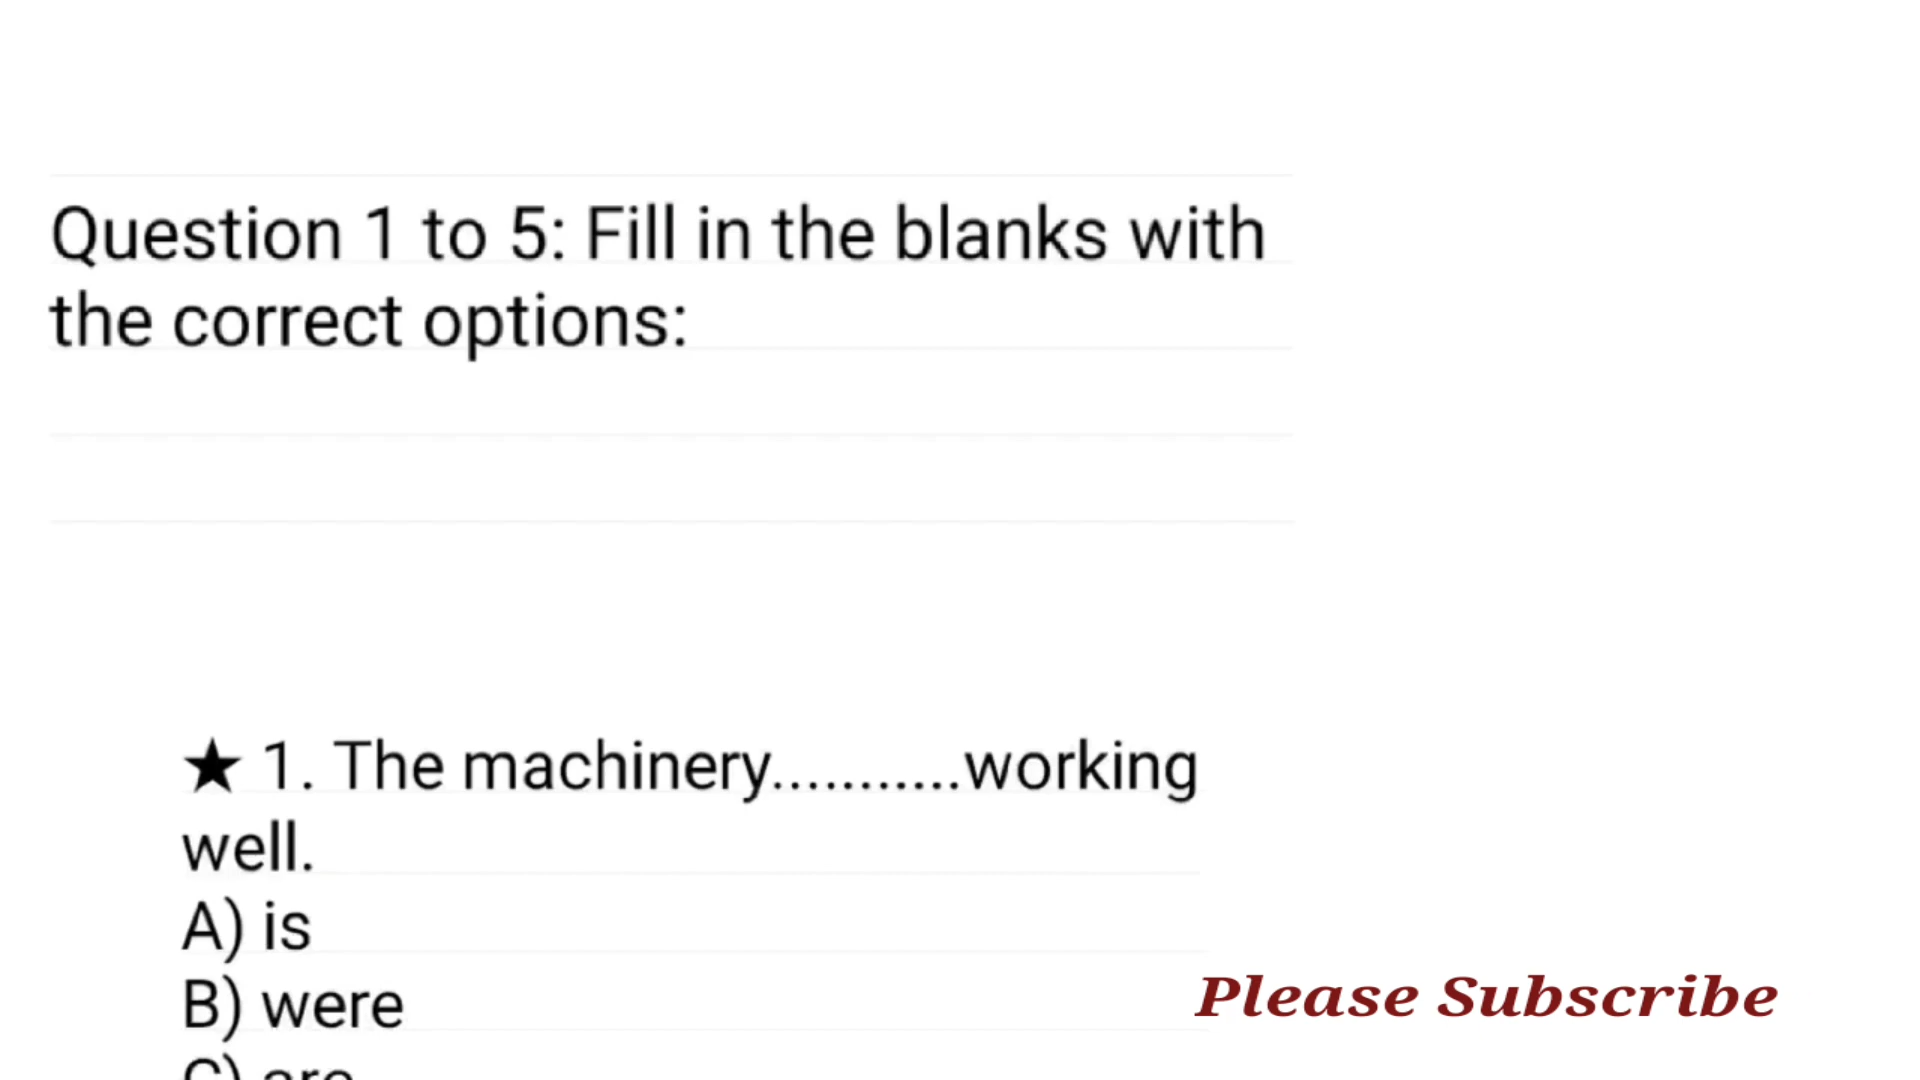 Question 1 to 5: Fill in the blanks with
the correct options:
★ 1. The machinery...........working
well.
A) is
B) were
C) are
Please Subscribe